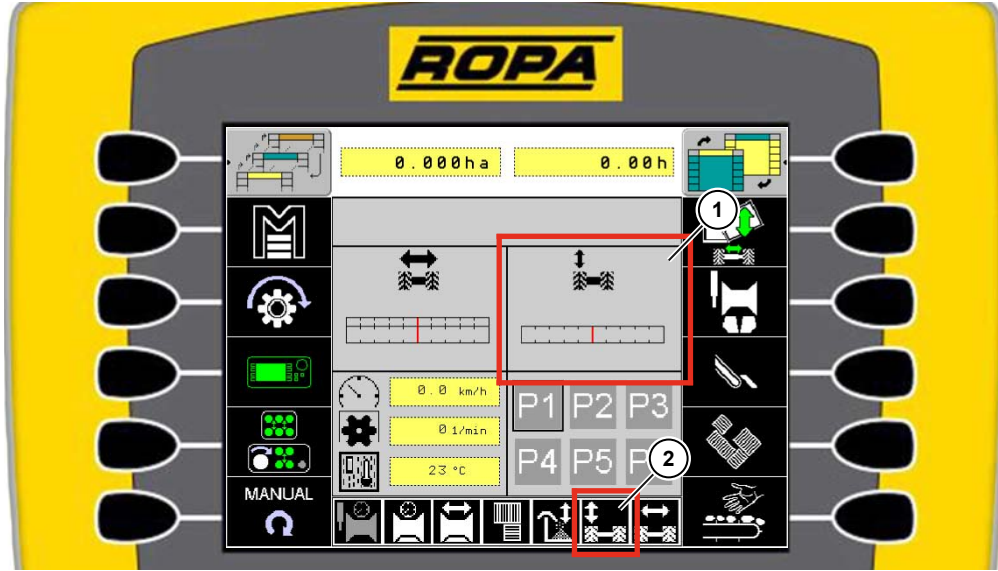 ROPA
0.000ha
0.00h
1
0.0 km/h
0 1/min
23 °C
P1 P2 P3
P4 P5 P
2
MANUAL